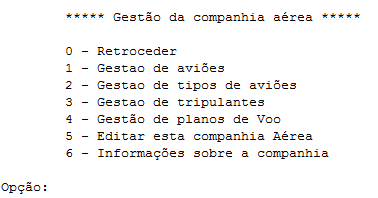 ***** Gestão da companhia aérea *****
0 - Retroceder
1 - Gestao de aviões
2 - Gestao de tipos de aviões
3 - Gestao de tripulantes
4 - Gestão de planos de Voo
5 - Editar esta companhia Aérea
6 - Informações sobre a companhia
Opção: